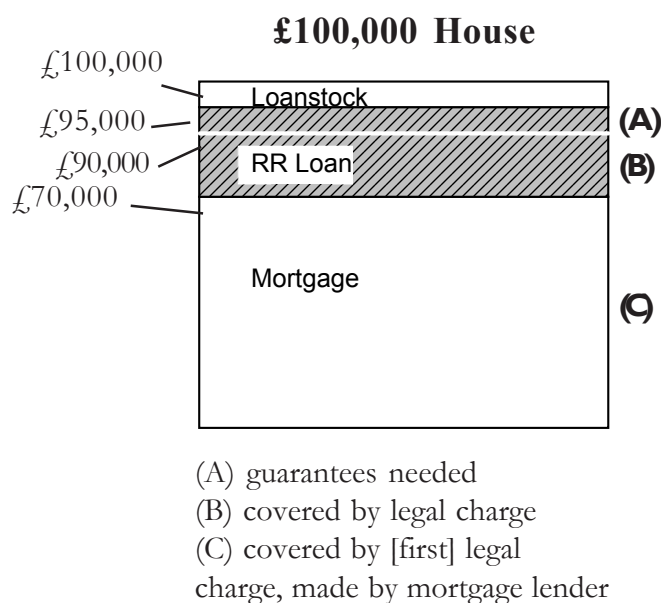 £100,000 House
£100,000
Loanstock
£95,000
(A)
£90,000
RR Loan
(B)
£70,000
Mortgage
(C)
(A) guarantees needed
(B) covered by legal charge
(C) covered by [first] legal
charge, made by mortgage lender